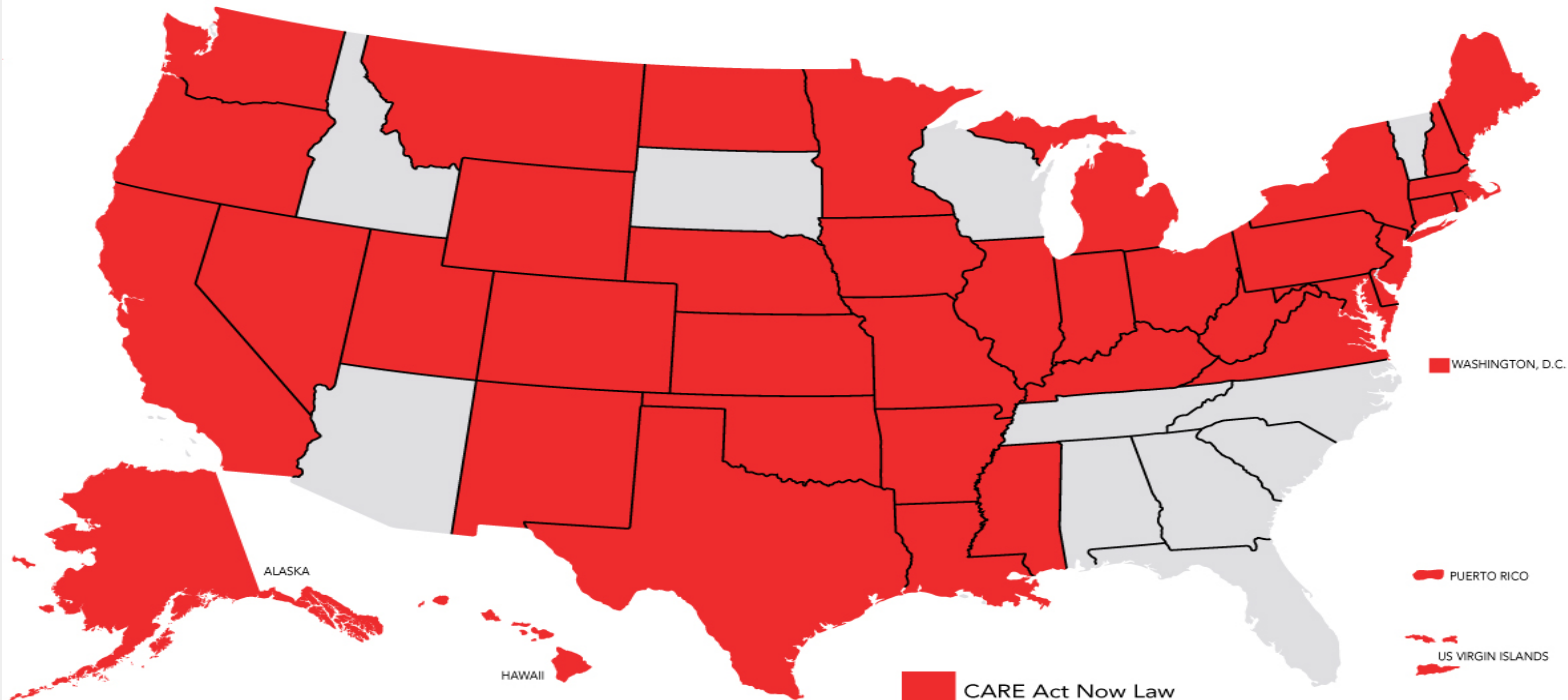 WASHINGTON, D.C.
ALASKA
PUERTO RICO
US VIRGIN ISLANDS
HAWAII
CARE Act Now Law